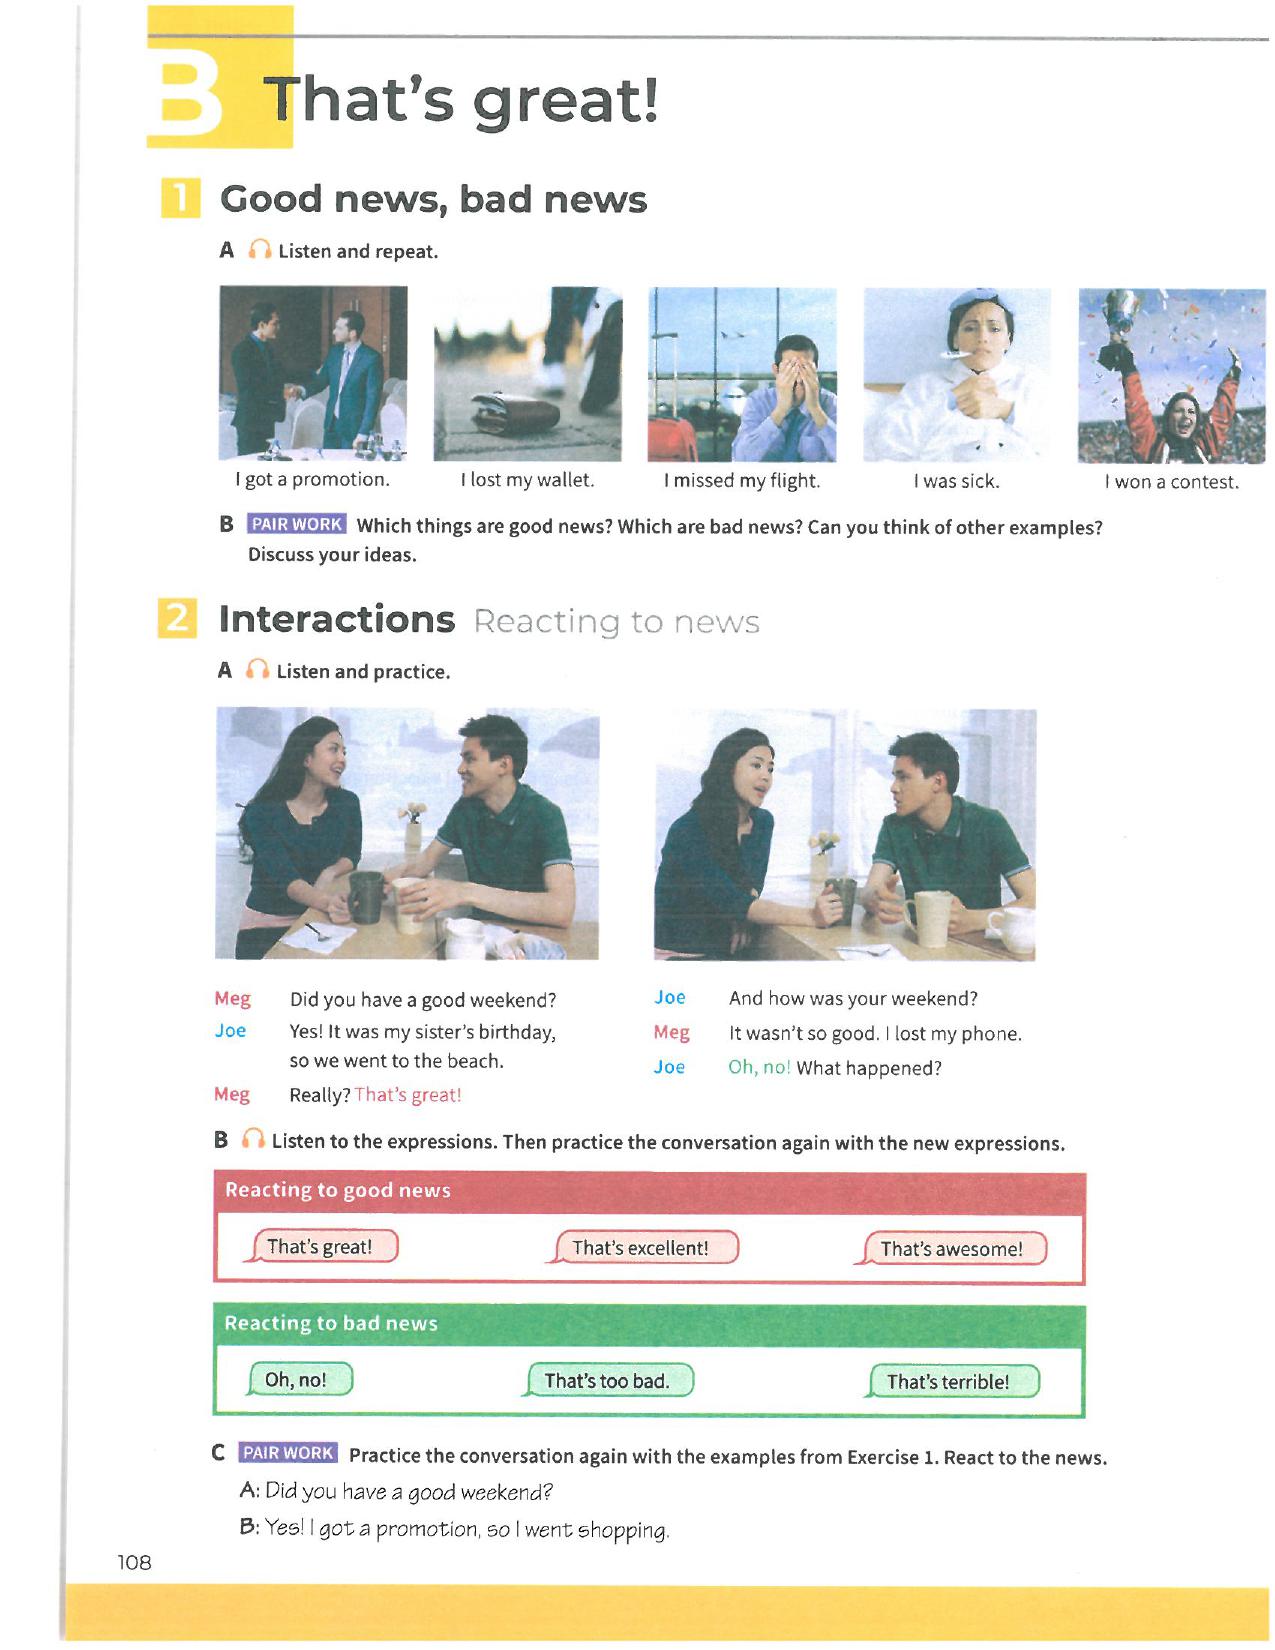 B That's great!
1 Good news, bad news
A Listen and repeat.
I got a promotion.
I lost my wallet.
I missed my flight.
I was sick.
I won a contest.
B PAIR WORK Which things are good news? Which are bad news? Can you think of other examples?
Discuss your ideas.
2 Interactions Reacting to news
A Listen and practice.
Meg Did you have a good weekend?
Joe Yes! It was my sister's birthday,
so we went to the beach.
Meg Really? That's great!
Joe And how was your weekend?
Meg It wasn't so good. I lost my phone.
Joe Oh, no! What happened?
B Listen to the expressions. Then practice the conversation again with the new expressions.
Reacting to good news
That's great!
That's excellent!
That's awesome!
Reacting to bad news
Oh, no!
That's too bad.
That's terrible!
C PAIR WORK Practice the conversation again with the examples from Exercise 1. React to the news.
A: Did you have a good weekend?
B: Yes! I got a promotion, so I went shopping.
108